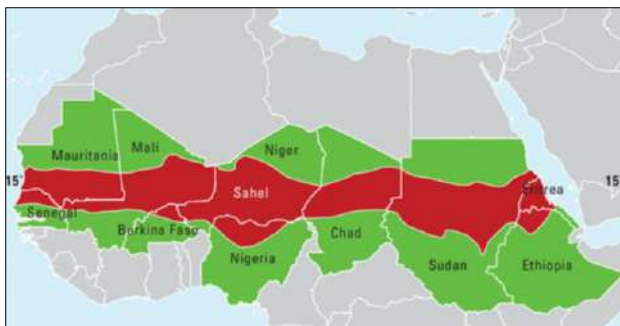 Mauritania
Mali
Niger
15°
Sahel
Eritrea
15°
Senegal
Burkina Faso
Chad
Nigeria
Sudan
Ethiopia